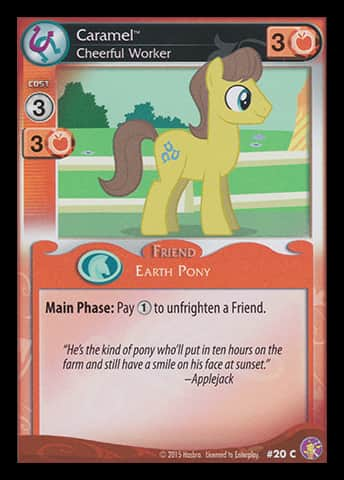 Caramel™
Cheerful Worker
3
COST
3
3
FRIEND
EARTH PONY
Main Phase: Pay 1 to unfrighten a Friend.
"He's the kind of pony who'll put in ten hours on the
farm and still have a smile on his face at sunset."
–Applejack
© 2015 Hasbro. Licensed to Enterplay.
#20 C